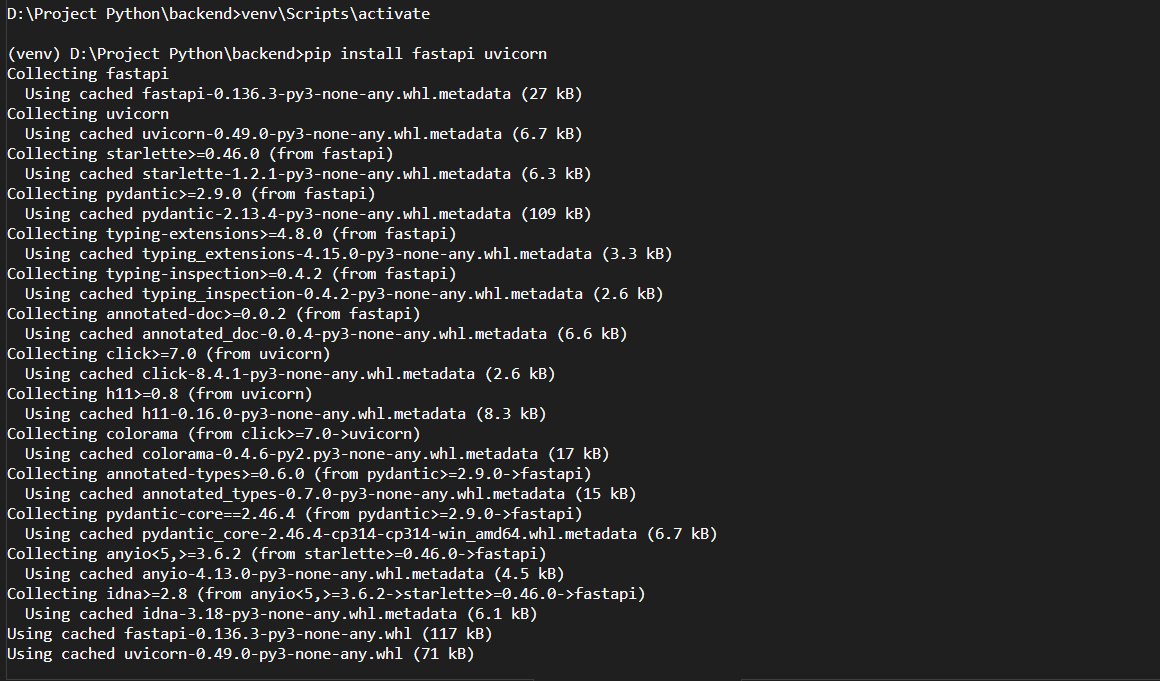 D:\Project Python\backend>venv\Scripts\activate
(venv) D:\Project Python\backend>pip install fastapi uvicorn
Collecting fastapi
  Using cached fastapi-0.136.3-py3-none-any.whl.metadata (27 kB)
Collecting uvicorn
  Using cached uvicorn-0.49.0-py3-none-any.whl.metadata (6.7 kB)
Collecting starlette>=0.46.0 (from fastapi)
  Using cached starlette-1.2.1-py3-none-any.whl.metadata (6.3 kB)
Collecting pydantic>=2.9.0 (from fastapi)
  Using cached pydantic-2.13.4-py3-none-any.whl.metadata (109 kB)
Collecting typing-extensions>=4.8.0 (from fastapi)
  Using cached typing_extensions-4.15.0-py3-none-any.whl.metadata (3.3 kB)
Collecting typing-inspection>=0.4.2 (from fastapi)
  Using cached typing_inspection-0.4.2-py3-none-any.whl.metadata (2.6 kB)
Collecting annotated-doc>=0.0.2 (from fastapi)
  Using cached annotated_doc-0.0.4-py3-none-any.whl.metadata (6.6 kB)
Collecting click>=7.0 (from uvicorn)
  Using cached click-8.4.1-py3-none-any.whl.metadata (2.6 kB)
Collecting h11>=0.8 (from uvicorn)
  Using cached h11-0.16.0-py3-none-any.whl.metadata (8.3 kB)
Collecting colorama (from click>=7.0->uvicorn)
  Using cached colorama-0.4.6-py2.py3-none-any.whl.metadata (17 kB)
Collecting annotated-types>=0.6.0 (from pydantic>=2.9.0->fastapi)
  Using cached annotated_types-0.7.0-py3-none-any.whl.metadata (15 kB)
Collecting pydantic-core==2.46.4 (from pydantic>=2.9.0->fastapi)
  Using cached pydantic_core-2.46.4-cp314-cp314-win_amd64.whl.metadata (6.7 kB)
Collecting anyio<5,>=3.6.2 (from starlette>=0.46.0->fastapi)
  Using cached anyio-4.13.0-py3-none-any.whl.metadata (4.5 kB)
Collecting idna>=2.8 (from anyio<5,>=3.6.2->starlette>=0.46.0->fastapi)
  Using cached idna-3.18-py3-none-any.whl.metadata (6.1 kB)
Using cached fastapi-0.136.3-py3-none-any.whl (117 kB)
Using cached uvicorn-0.49.0-py3-none-any.whl (71 kB)